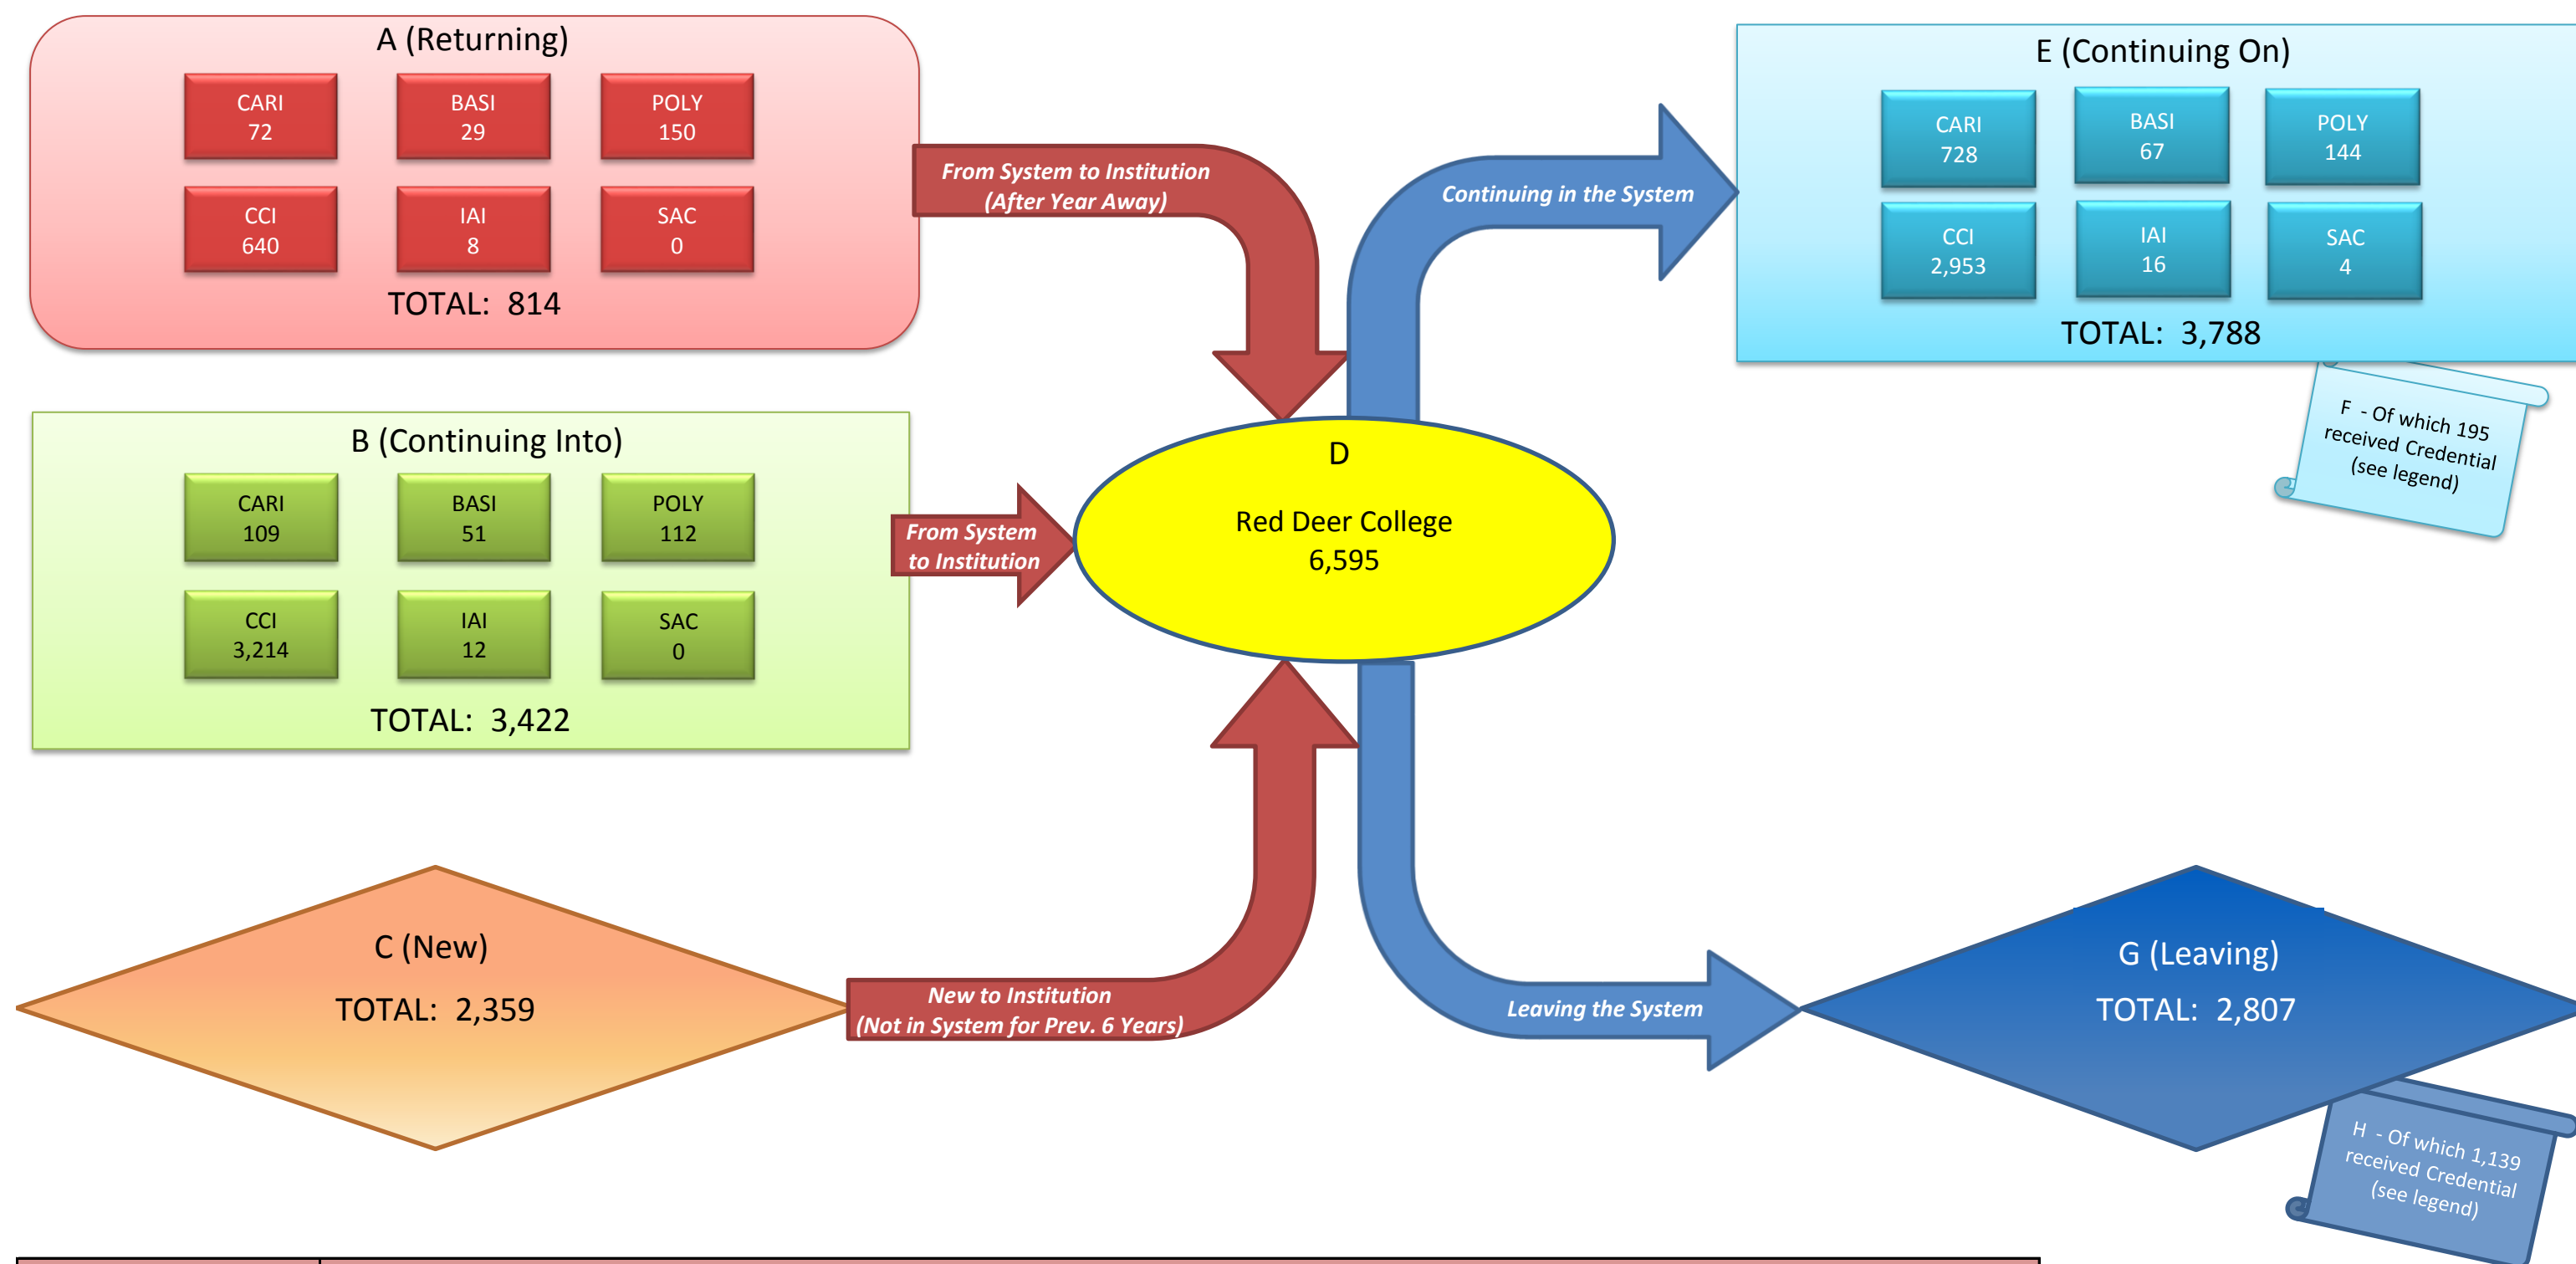 A (Returning)
CARI
72
BASI
29
POLY
150
CCI
640
IAI
8
SAC
0
TOTAL: 814
From System to Institution
(After Year Away)
Continuing in the System
E (Continuing On)
CARI
728
BASI
67
POLY
144
CCI
2,953
IAI
16
SAC
4
TOTAL: 3,788
F - Of which 195
received Credential
(see legend)
B (Continuing Into)
CARI
109
BASI
51
POLY
112
CCI
3,214
IAI
12
SAC
0
TOTAL: 3,422
From System
to Institution
D
Red Deer College
6,595
C (New)
TOTAL: 2,359
New to Institution
(Not in System for Prev. 6 Years)
Leaving the System
G (Leaving)
TOTAL: 2,807
H - Of which 1,139
received Credential
(see legend)